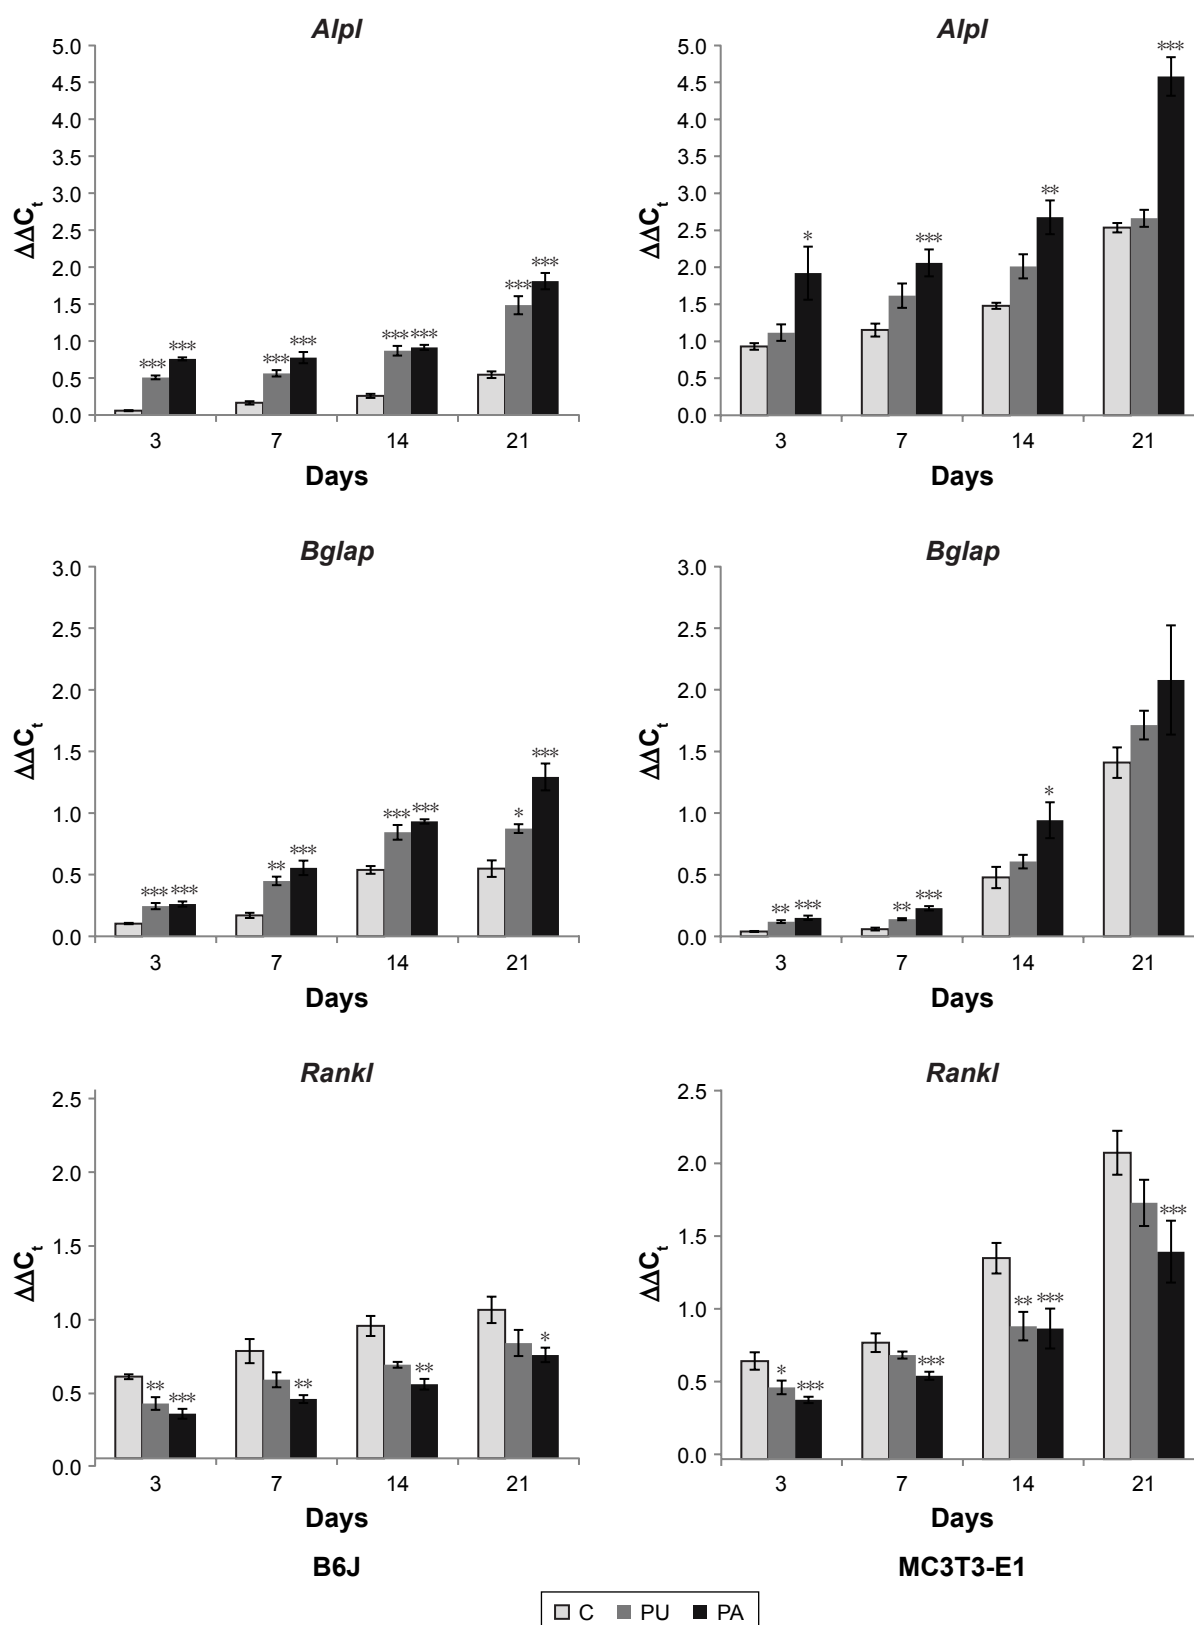 Alpl
5.0
4.5
4.0
3.5
3.0
2.5
2.0
1.5
1.0
0.5
0.0
ΔΔCt
*** *** *** *** *** *** *** ***
3 7 14 21
Days
Alpl
5.0
4.5
4.0
3.5
3.0
2.5
2.0
1.5
1.0
0.5
0.0
ΔΔCt
* *** ** ***
3 7 14 21
Days
Bglap
3.0
2.5
2.0
1.5
1.0
0.5
0.0
ΔΔCt
*** *** ** *** *** *** * ***
3 7 14 21
Days
Bglap
3.0
2.5
2.0
1.5
1.0
0.5
0.0
ΔΔCt
** *** ** *** *
3 7 14 21
Days
Rankl
2.5
2.0
1.5
1.0
0.5
0.0
ΔΔCt
** *** ** ** *
3 7 14 21
Days
B6J
Rankl
2.5
2.0
1.5
1.0
0.5
0.0
ΔΔCt
* *** *** ** *** ***
3 7 14 21
Days
MC3T3-E1
C PU PA